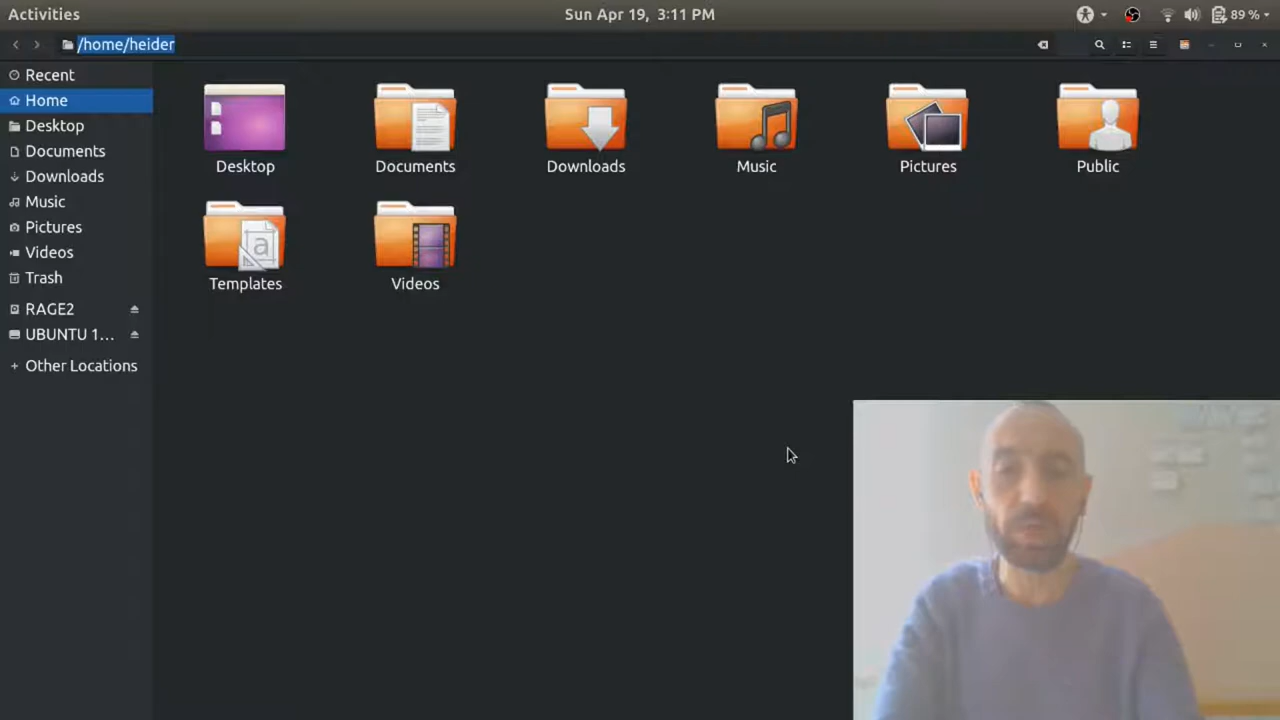 Activities
Sun Apr 19, 3:11 PM
89 %
/home/heider
Recent
Home
Desktop
Documents
Downloads
Music
Pictures
Videos
Trash
RAGE2
UBUNTU 1...
Other Locations
Desktop
Documents
Downloads
Music
Pictures
Public
Templates
Videos